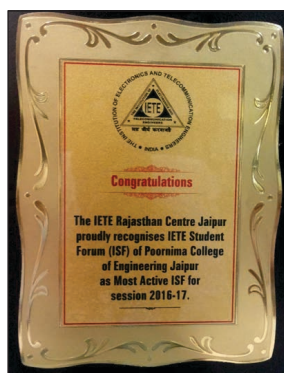 THE INSTITUTION OF ELECTRONICS AND TELECOMMUNICATION ENGINEERS
INDIA
IETE
Congratulations
The IETE Rajasthan Centre Jaipur
proudly recognises IETE Student
Forum (ISF) of Poornima College
of Engineering Jaipur
as Most Active ISF for
session 2016-17.